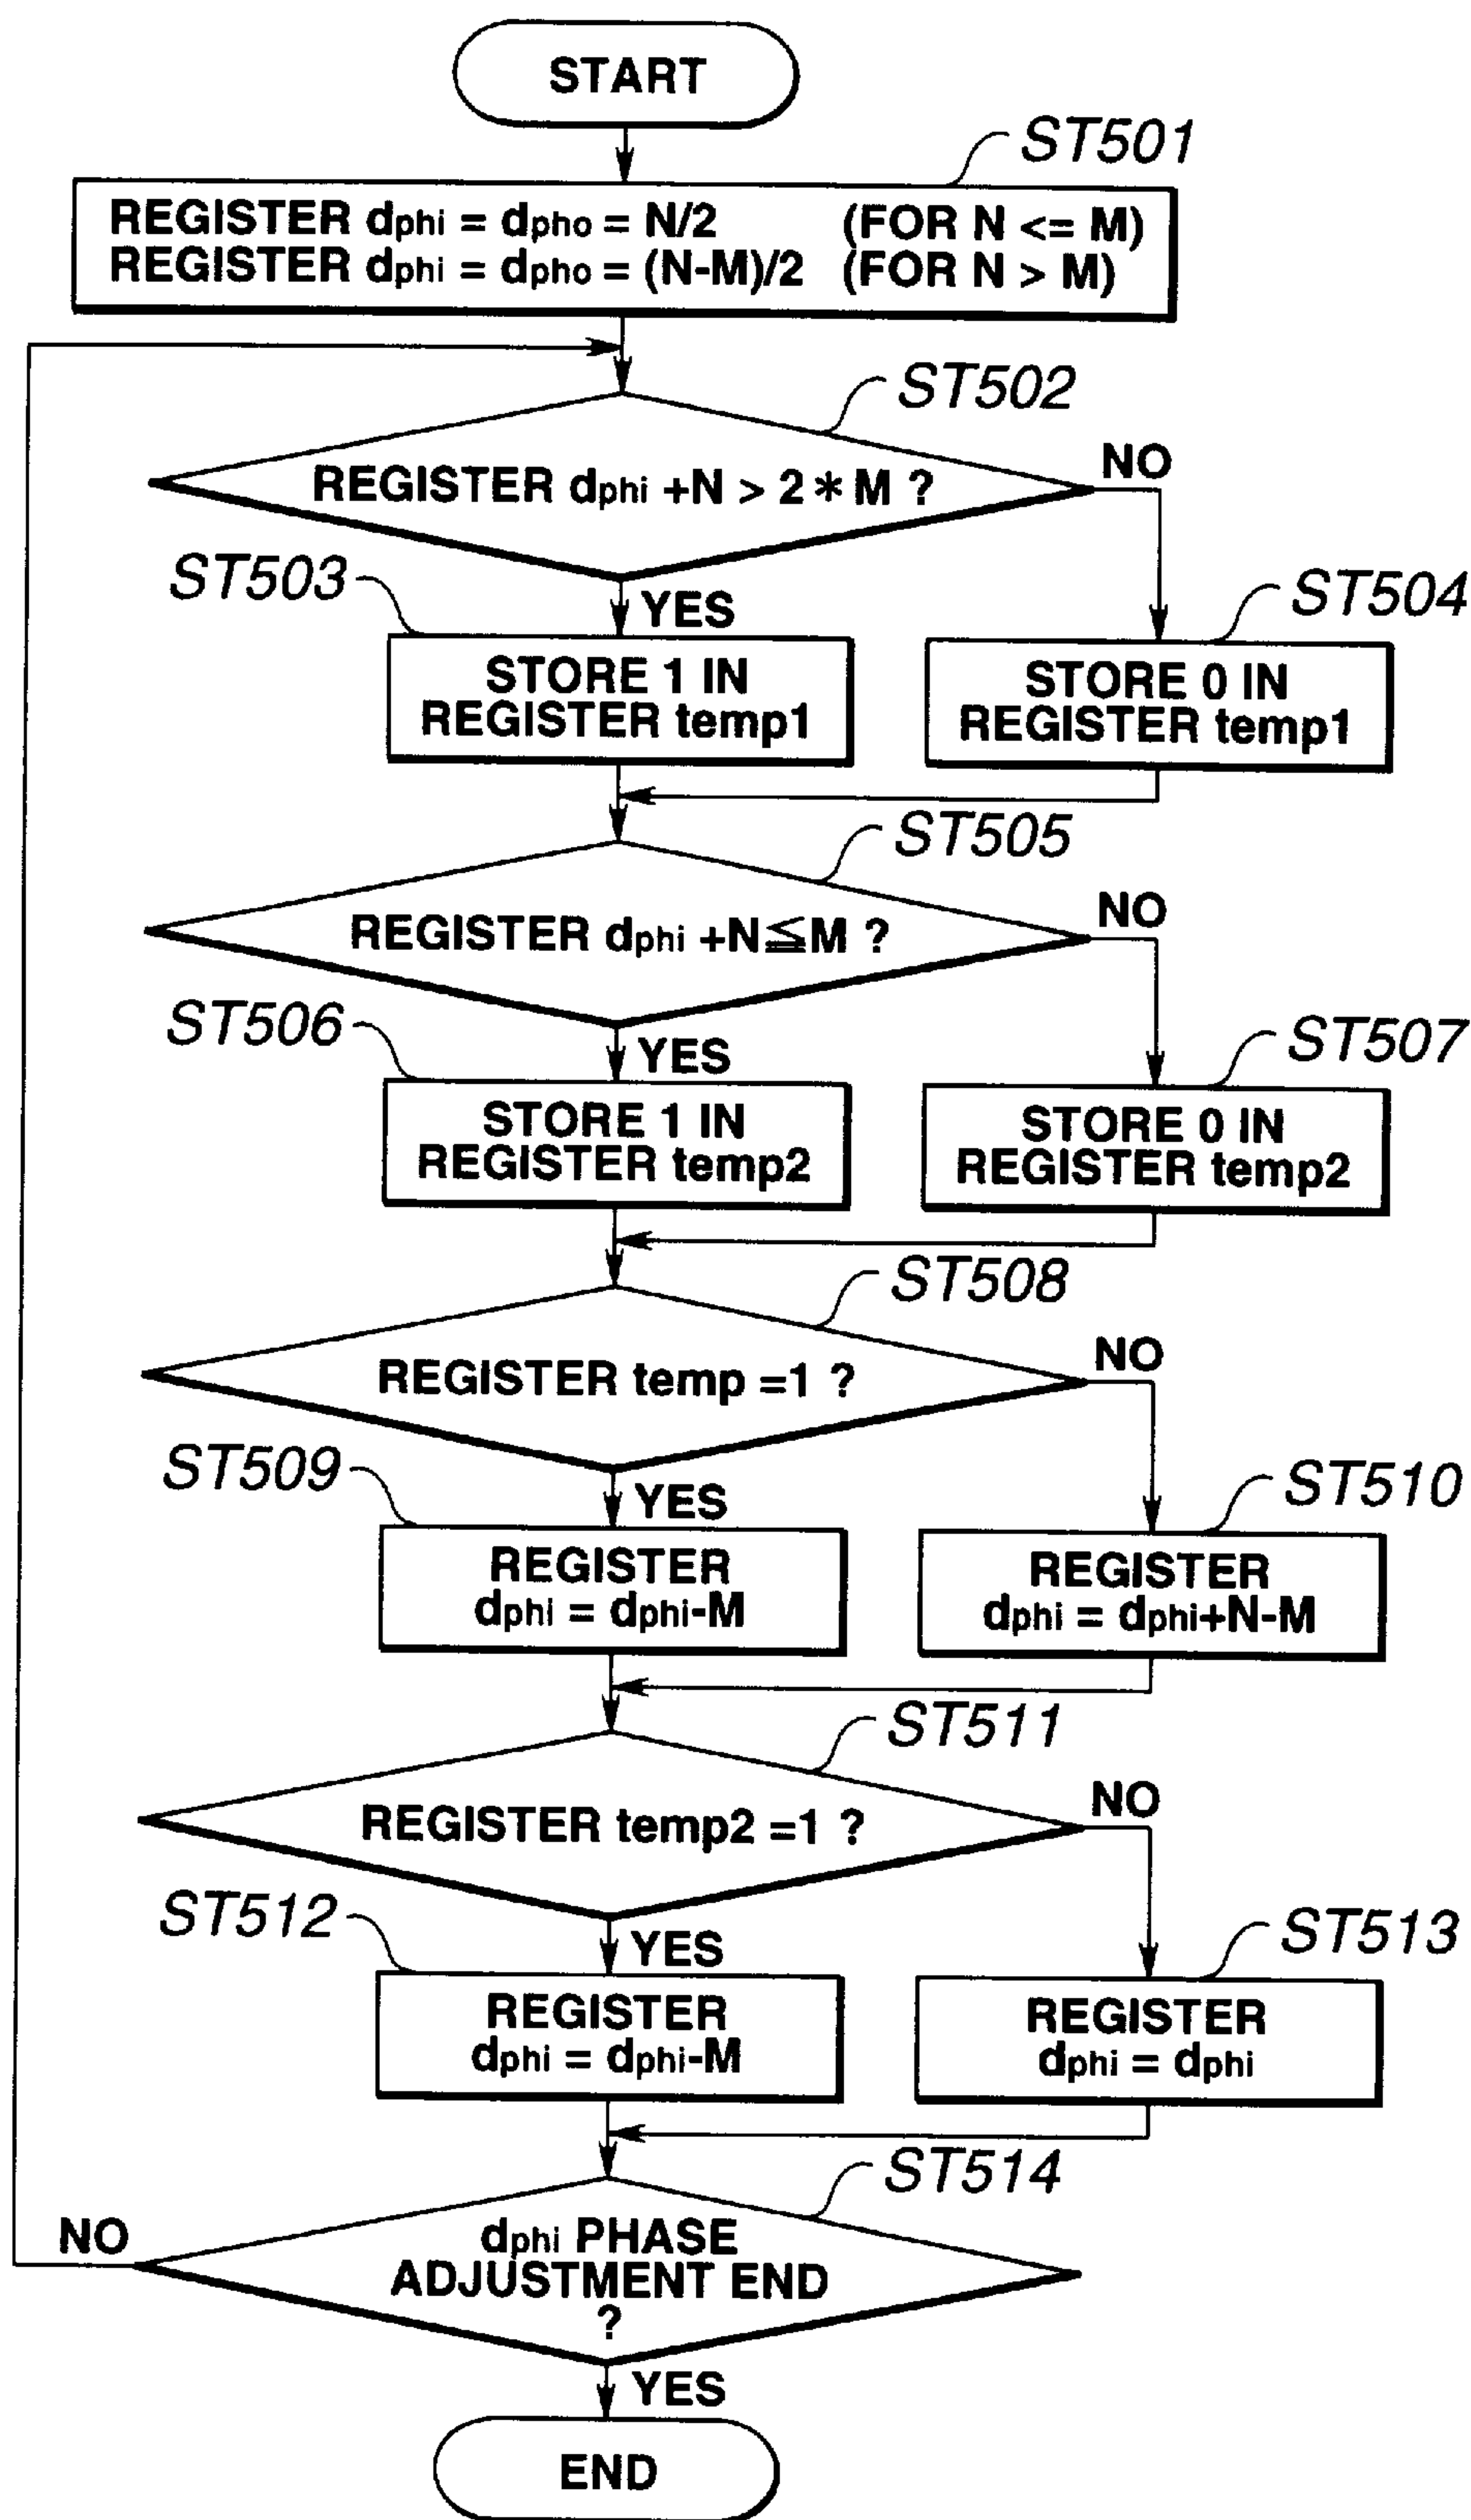 START
ST501
REGISTER dphi = dpho = N/2 (FOR N <= M)
REGISTER dphi = dpho = (N-M)/2 (FOR N > M)
ST502
REGISTER dphi +N > 2 * M ?
NO
ST503
YES
ST504
STORE 1 IN
REGISTER temp1
STORE 0 IN
REGISTER temp1
ST505
REGISTER dphi +N≦M ?
NO
ST506
YES
ST507
STORE 1 IN
REGISTER temp2
STORE 0 IN
REGISTER temp2
ST508
REGISTER temp =1 ?
NO
ST509
YES
ST510
REGISTER
dphi = dphi-M
REGISTER
dphi = dphi+N-M
ST511
REGISTER temp2 =1 ?
NO
ST512
YES
ST513
REGISTER
dphi = dphi-M
REGISTER
dphi = dphi
ST514
NO
dphi PHASE
ADJUSTMENT END
?
YES
END